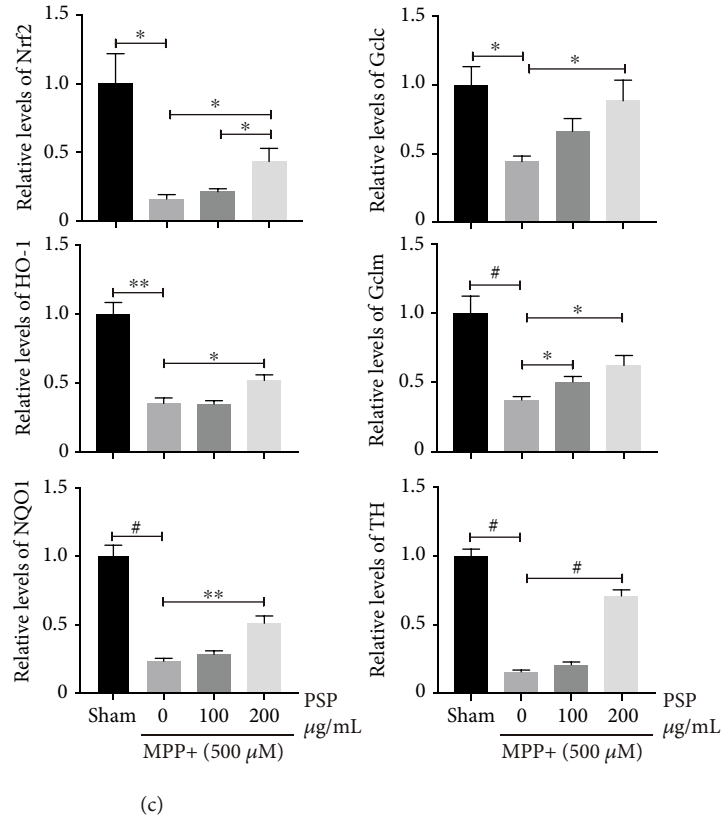 Relative levels of Nrf2
1.5
1.0
0.5
0
*
*
*
Relative levels of Gclc
1.5
1.0
0.5
0
*
*
Relative levels of HO-1
1.5
1.0
0.5
0
**
*
Relative levels of Gclm
1.5
1.0
0.5
0
#
*
*
Relative levels of NQO1
1.5
1.0
0.5
0
#
**
Relative levels of TH
1.5
1.0
0.5
0
#
#
Sham 0 100 200 PSP
μg/mL
MPP+ (500 μM)
Sham 0 100 200 PSP
μg/mL
MPP+ (500 μM)
(c)